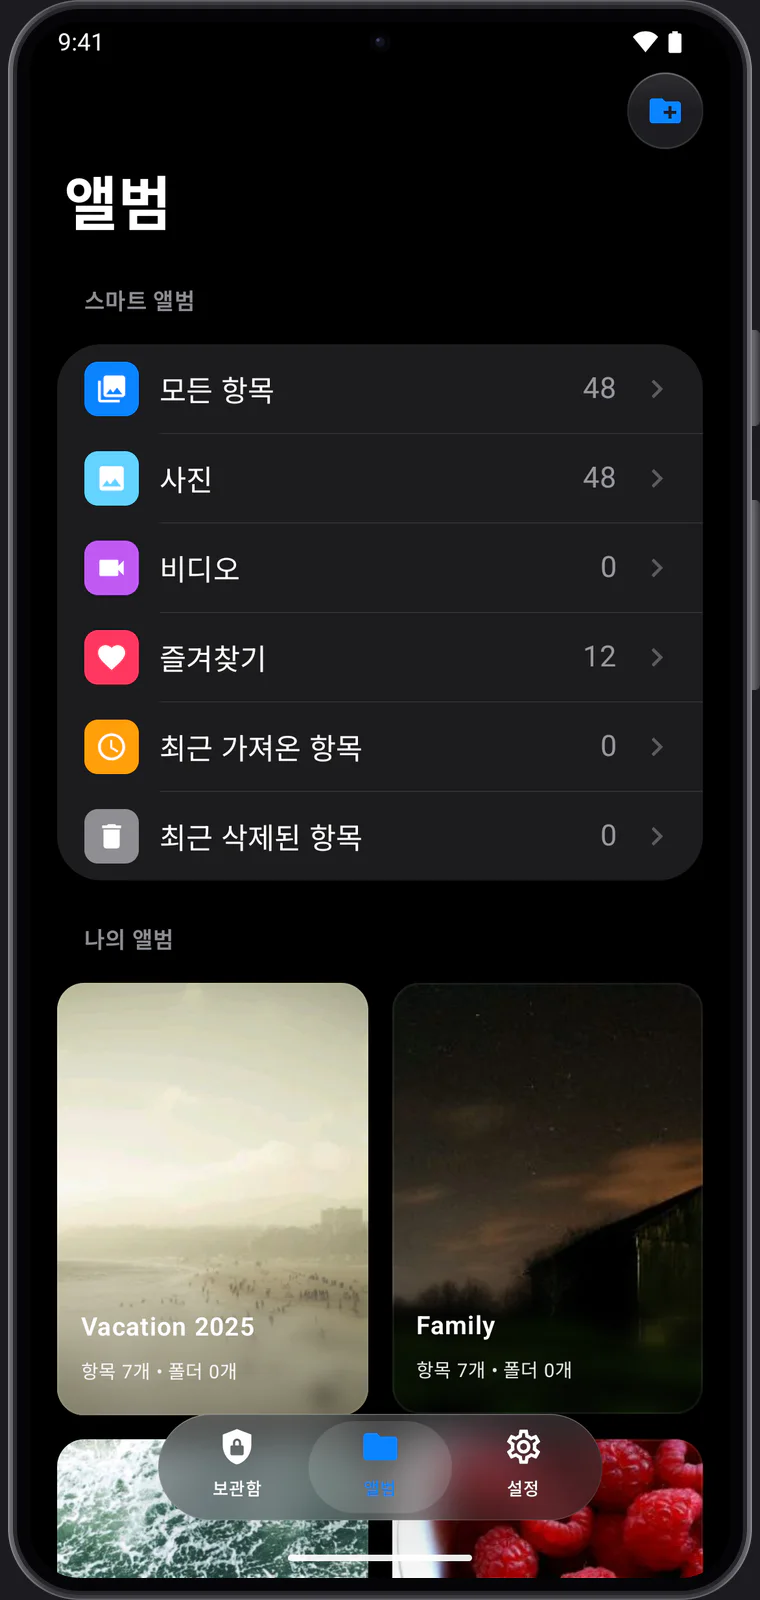 9:41
앨범
스마트 앨범
모든 항목 48
사진 48
비디오 0
즐겨찾기 12
최근 가져온 항목 0
최근 삭제된 항목 0
나의 앨범
Vacation 2025
항목 7개 • 폴더 0개
Family
항목 7개 • 폴더 0개
보관함
앨범
설정